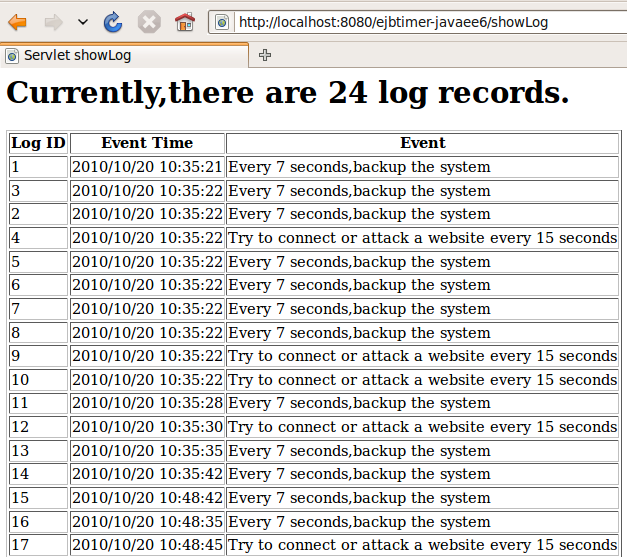 http://localhost:8080/ejbtimer-javaee6/showLog
Servlet showLog
Currently,there are 24 log records.
Log ID Event Time Event
1 2010/10/20 10:35:21 Every 7 seconds,backup the system
3 2010/10/20 10:35:22 Every 7 seconds,backup the system
2 2010/10/20 10:35:22 Every 7 seconds,backup the system
4 2010/10/20 10:35:22 Try to connect or attack a website every 15 seconds
5 2010/10/20 10:35:22 Every 7 seconds,backup the system
6 2010/10/20 10:35:22 Every 7 seconds,backup the system
7 2010/10/20 10:35:22 Every 7 seconds,backup the system
8 2010/10/20 10:35:22 Every 7 seconds,backup the system
9 2010/10/20 10:35:22 Try to connect or attack a website every 15 seconds
10 2010/10/20 10:35:22 Try to connect or attack a website every 15 seconds
11 2010/10/20 10:35:28 Every 7 seconds,backup the system
12 2010/10/20 10:35:30 Try to connect or attack a website every 15 seconds
13 2010/10/20 10:35:35 Every 7 seconds,backup the system
14 2010/10/20 10:35:42 Every 7 seconds,backup the system
15 2010/10/20 10:48:42 Every 7 seconds,backup the system
16 2010/10/20 10:48:35 Every 7 seconds,backup the system
17 2010/10/20 10:48:45 Try to connect or attack a website every 15 seconds